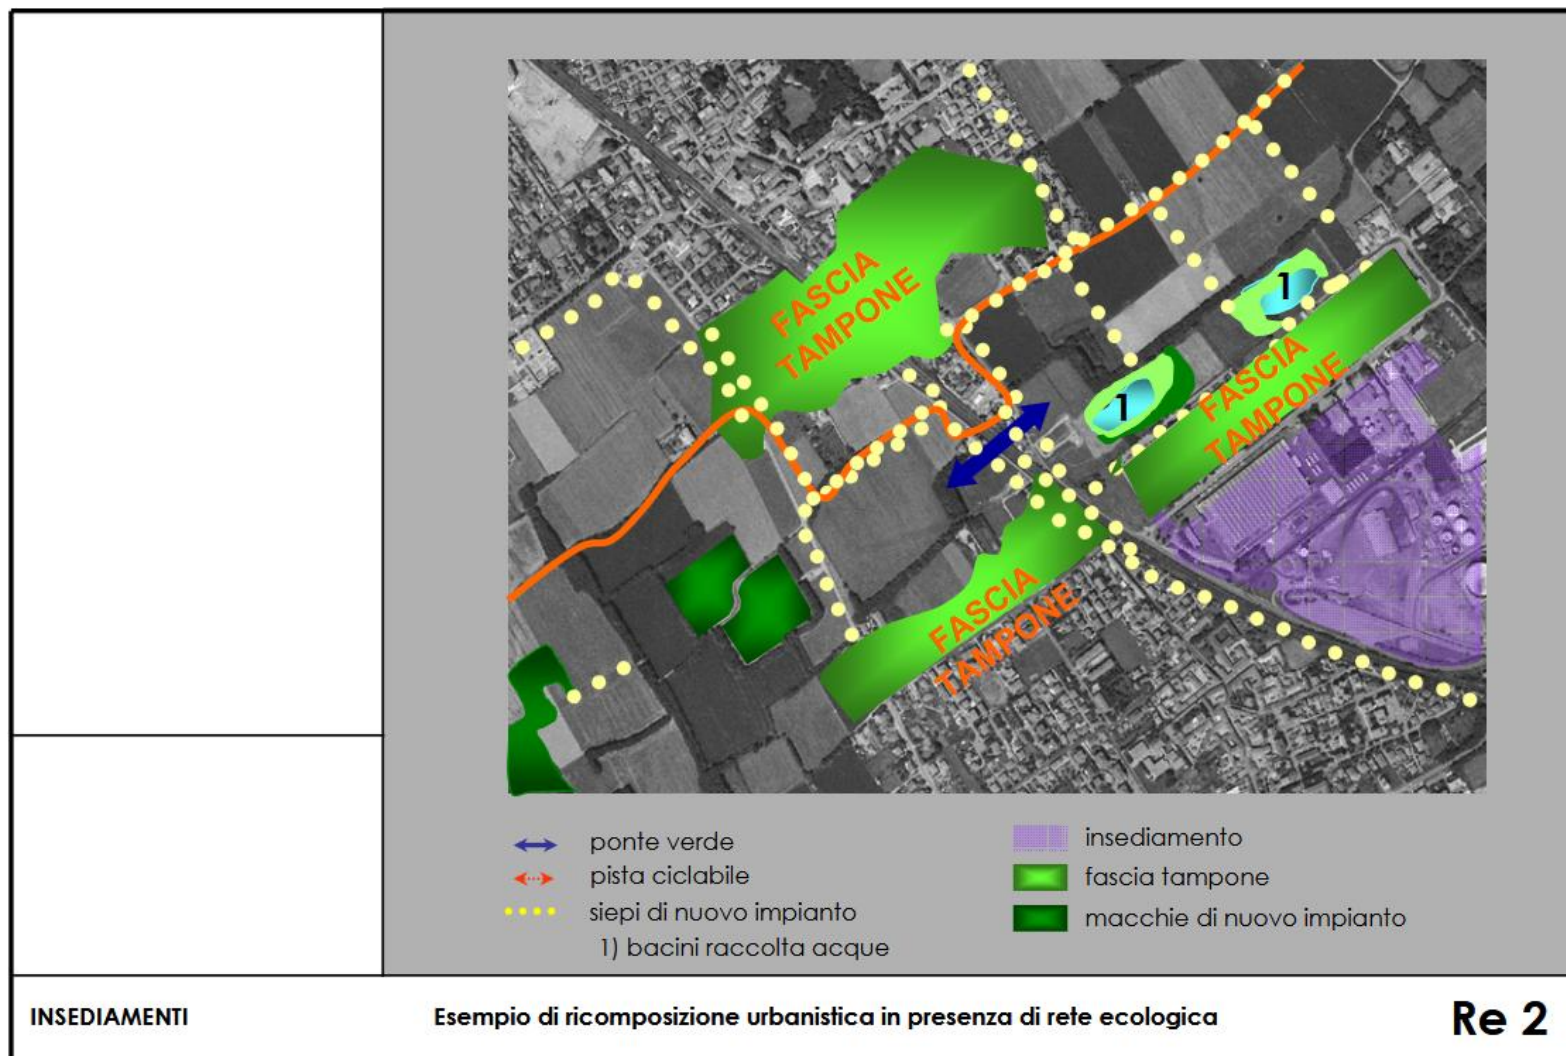 FASCIA
TAMPONE
1
1
FASCIA
TAMPONE
FASCIA
TAMPONE
ponte verde
pista ciclabile
siepi di nuovo impianto
1) bacini raccolta acque
insediamento
fascia tampone
macchie di nuovo impianto
INSEDIAMENTI
Esempio di ricomposizione urbanistica in presenza di rete ecologica
Re 2